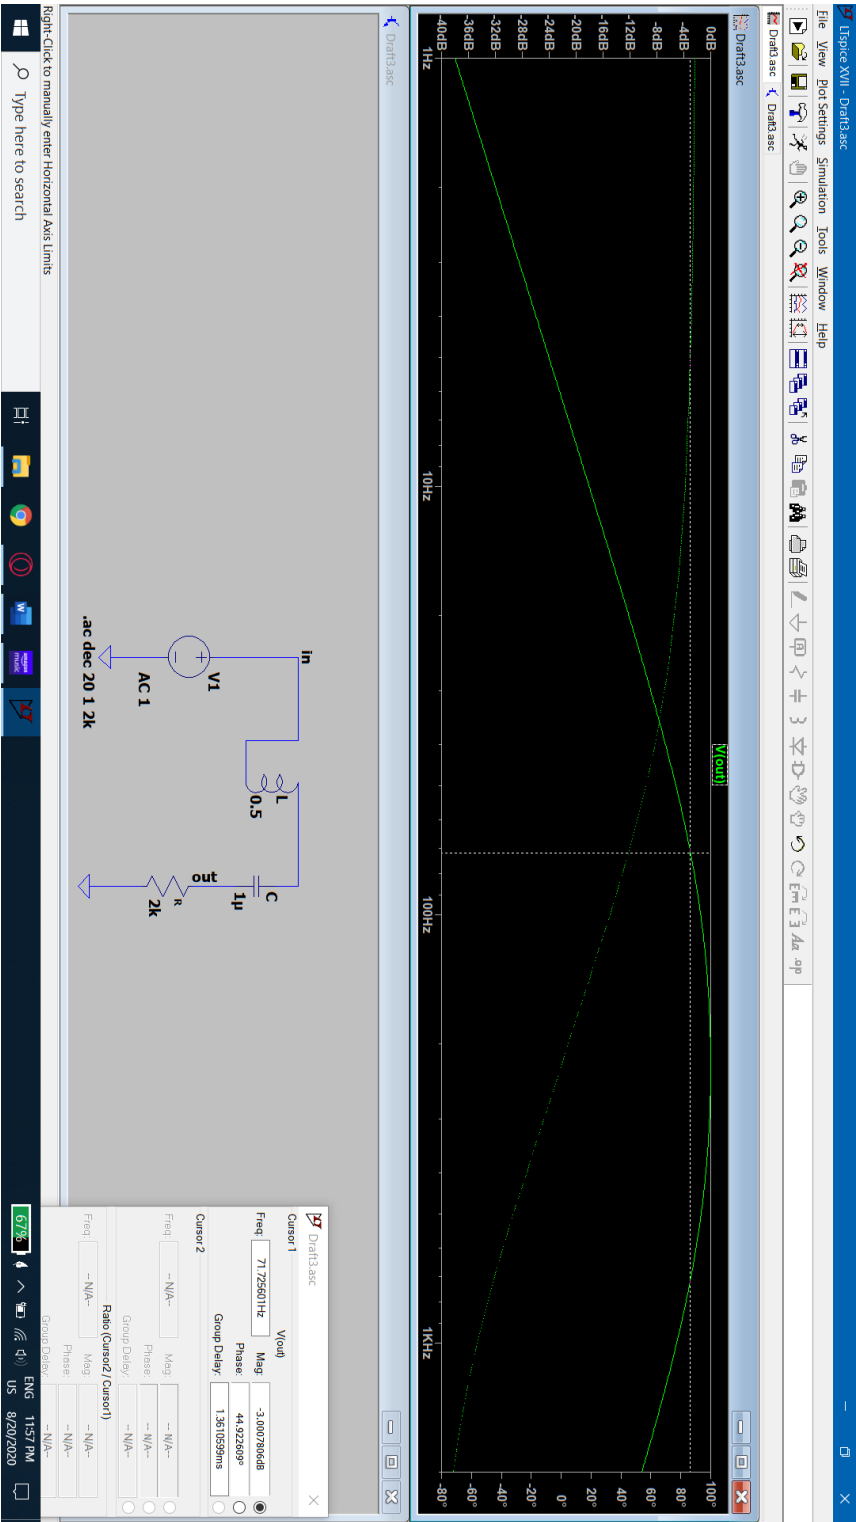 LTspice XVII - Draft3.asc
File View Plot Settings Simulation Tools Window Help
Draft3.asc Draft3.asc
Draft3.asc
V(out)
0dB
-4dB
-8dB
-12dB
-16dB
-20dB
-24dB
-28dB
-32dB
-36dB
-40dB
100°
80°
60°
40°
20°
0°
-20°
-40°
-60°
-80°
1Hz 10Hz 100Hz 1KHz
Draft3.asc
in
V1
AC 1
.ac dec 20 1 2k
L
0.5
C
1µ
out
R
2k
Draft3.asc
Cursor 1
V(out)
Freq: 71.725601Hz Mag: -3.0007806dB
Phase: 44.922609°
Group Delay: 1.3610599ms
Cursor 2
Freq: -- N/A-- Mag: -- N/A--
Phase: -- N/A--
Group Delay: -- N/A--
Ratio (Cursor2 / Cursor1)
Freq: -- N/A-- Mag: -- N/A--
Phase: -- N/A--
Group Delay: -- N/A--
Right-Click to manually enter Horizontal Axis Limits
Type here to search
67%
ENG
US
11:57 PM
8/20/2020